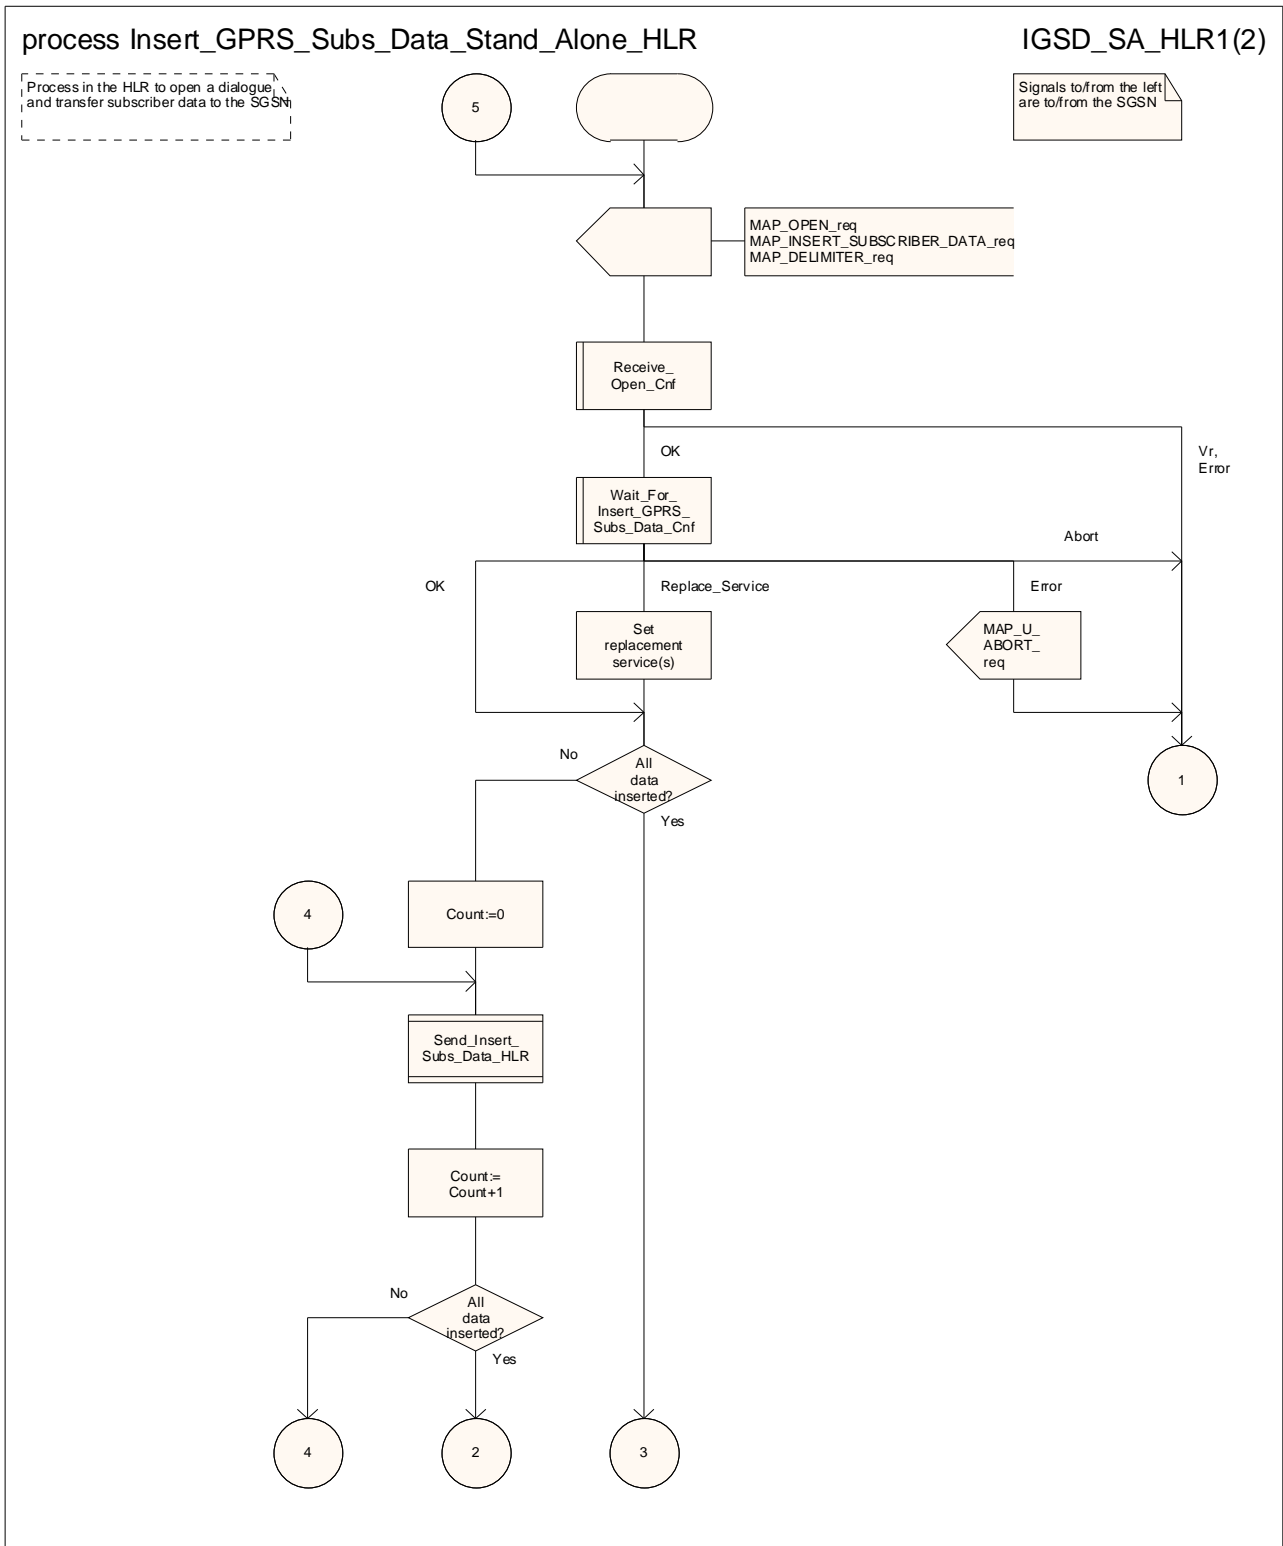 process Insert_GPRS_Subs_Data_Stand_Alone_HLR
IGSD_SA_HLR1(2)
Process in the HLR to open a dialogue
and transfer subscriber data to the SGSN
5
Signals to/from the left
are to/from the SGSN
MAP_OPEN_req
MAP_INSERT_SUBSCRIBER_DATA_req
MAP_DELIMITER_req
Receive_
Open_Cnf
OK
Vr,
Error
Wait_For_
Insert_GPRS_
Subs_Data_Cnf
Abort
OK
Replace_Service
Error
Set
replacement
service(s)
MAP_U_
ABORT_
req
No
All
data
inserted?
Yes
1
4
Count:=0
Send_Insert_
Subs_Data_HLR
Count:=
Count+1
No
All
data
inserted?
Yes
4
2
3